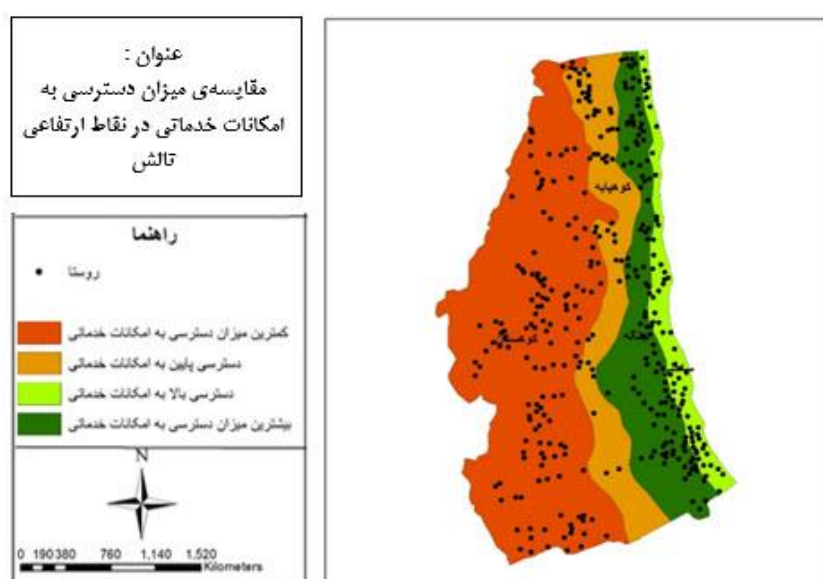 عنوان :
مقایسه‌ی میزان دسترسی به
امکانات خدماتی در نقاط ارتفاعی
تالش
راهنما
روستا
کمترین میزان دسترسی به امکانات خدماتی
دسترسی پایین به امکانات خدماتی
دسترسی بالا به امکانات خدماتی
بیشترین میزان دسترسی به امکانات خدماتی
N
0 190380 760 1,140 1,520
Kilometers
کوهپایه